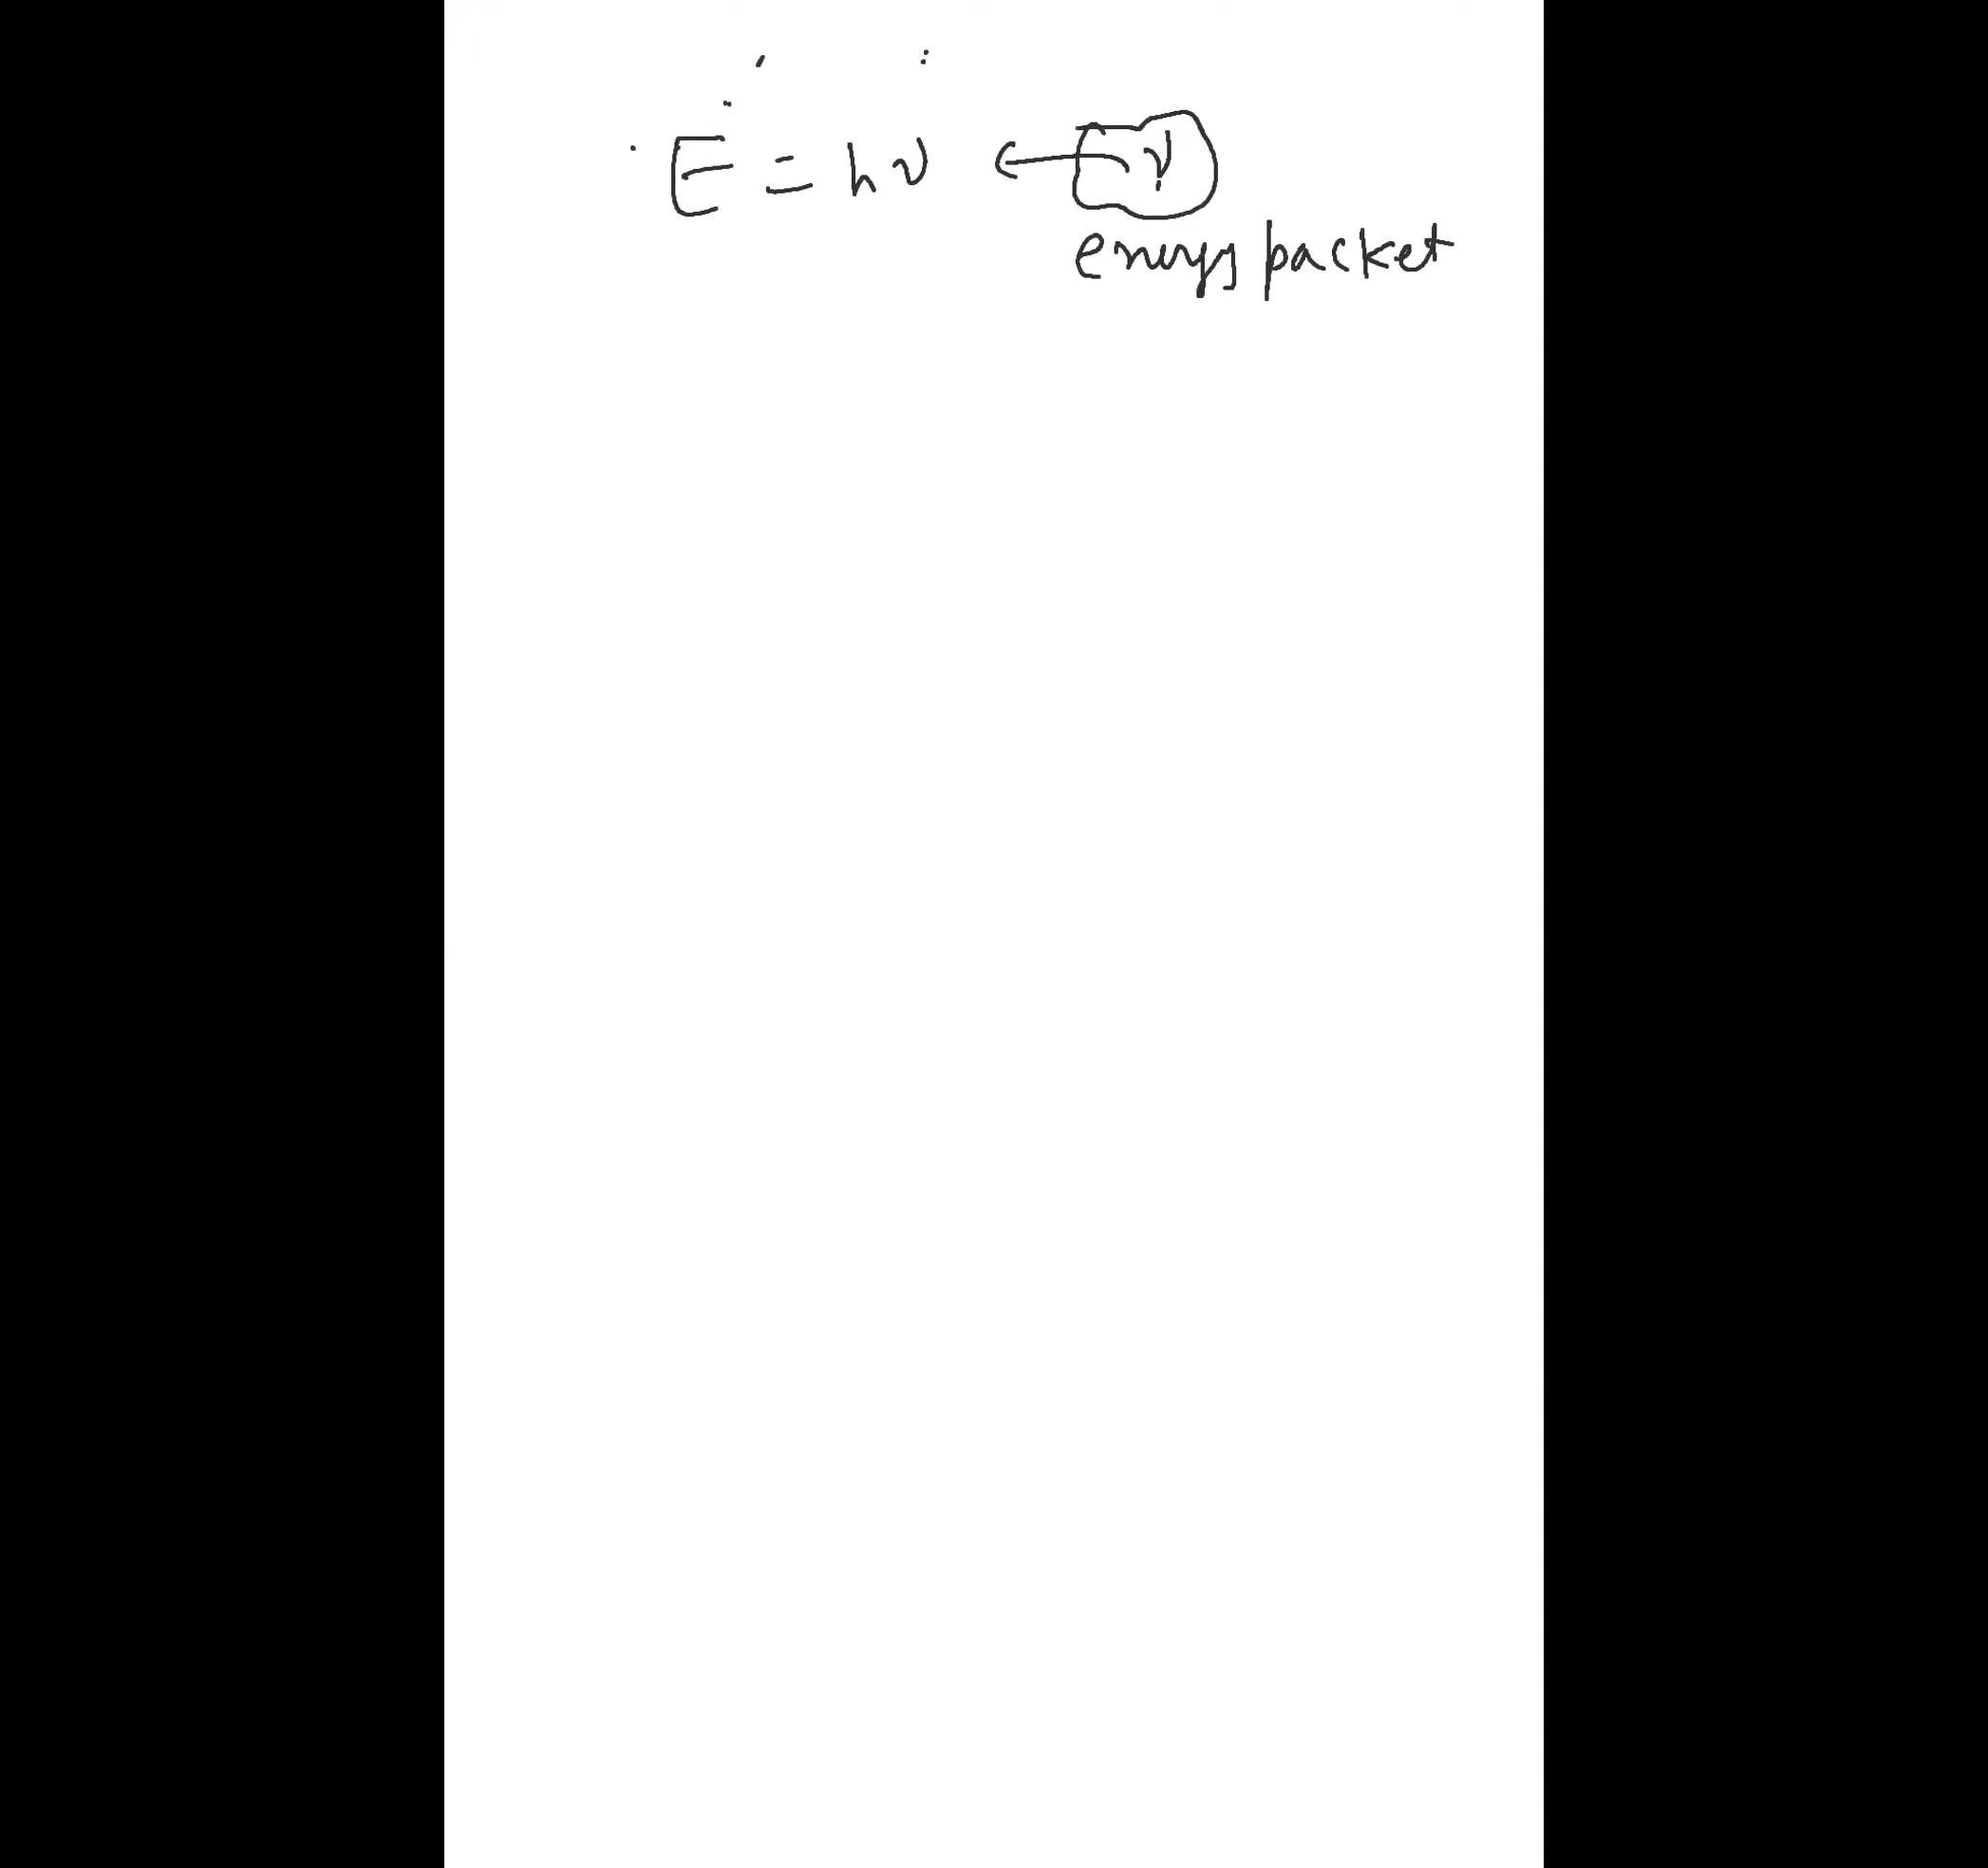 E = hν ν
energy packet